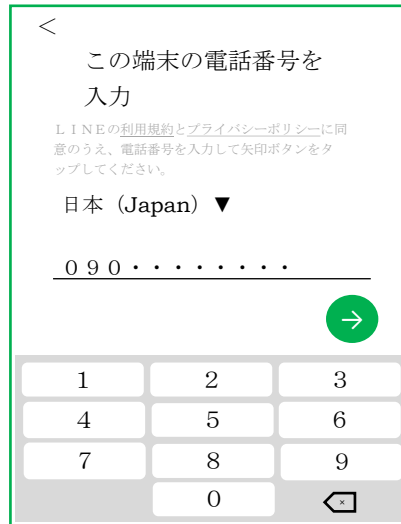 ＜
この端末の電話番号を
入力
ＬＩＮＥの利用規約とプライバシーポリシーに同
意のうえ、電話番号を入力して矢印ボタンをタ
ップしてください。
日本（Japan）▼
０９０・・・・・・・・
→
1 2 3
4 5 6
7 8 9
0 ×